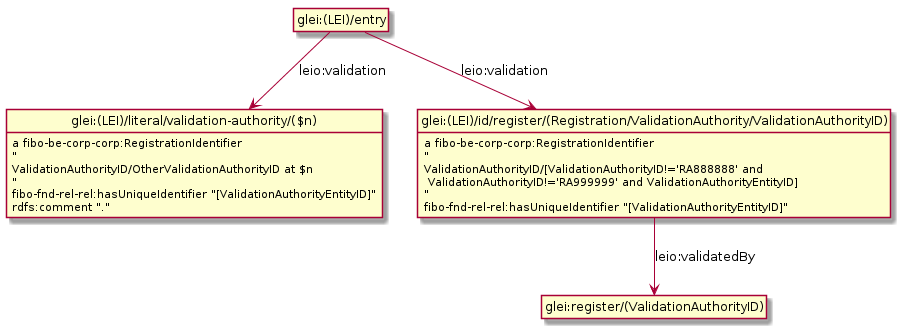 glei:(LEI)/entry
leio:validation
leio:validation
glei:(LEI)/literal/validation-authority/($n)
a fibo-be-corp-corp:RegistrationIdentifier
"
ValidationAuthorityID/OtherValidationAuthorityID at $n
"
fibo-fnd-rel-rel:hasUniqueIdentifier "[ValidationAuthorityEntityID]"
rdfs:comment "."
glei:(LEI)/id/register/(Registration/ValidationAuthority/ValidationAuthorityID)
a fibo-be-corp-corp:RegistrationIdentifier
"
ValidationAuthorityID/[ValidationAuthorityID!='RA888888' and
ValidationAuthorityID!='RA999999' and ValidationAuthorityEntityID]
"
fibo-fnd-rel-rel:hasUniqueIdentifier "[ValidationAuthorityEntityID]"
leio:validatedBy
glei:register/(ValidationAuthorityID)